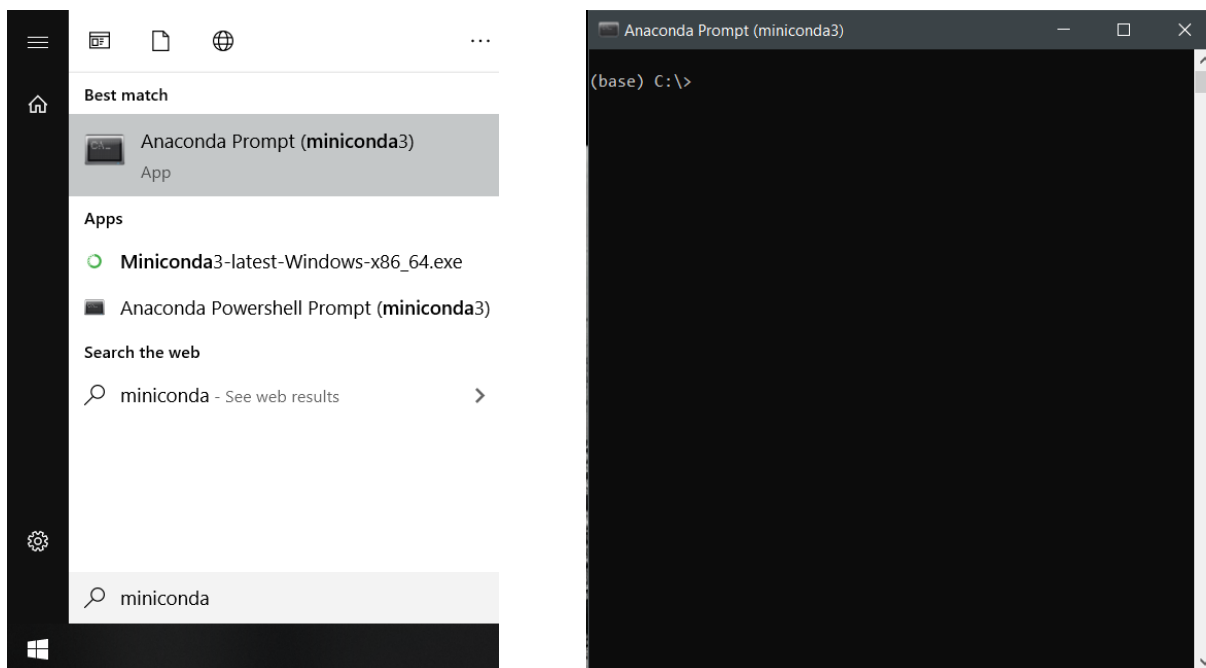 Best match
Anaconda Prompt (miniconda3)
App
Apps
Miniconda3-latest-Windows-x86_64.exe
Anaconda Powershell Prompt (miniconda3)
Search the web
miniconda - See web results
miniconda
Anaconda Prompt (miniconda3)
(base) C:\>